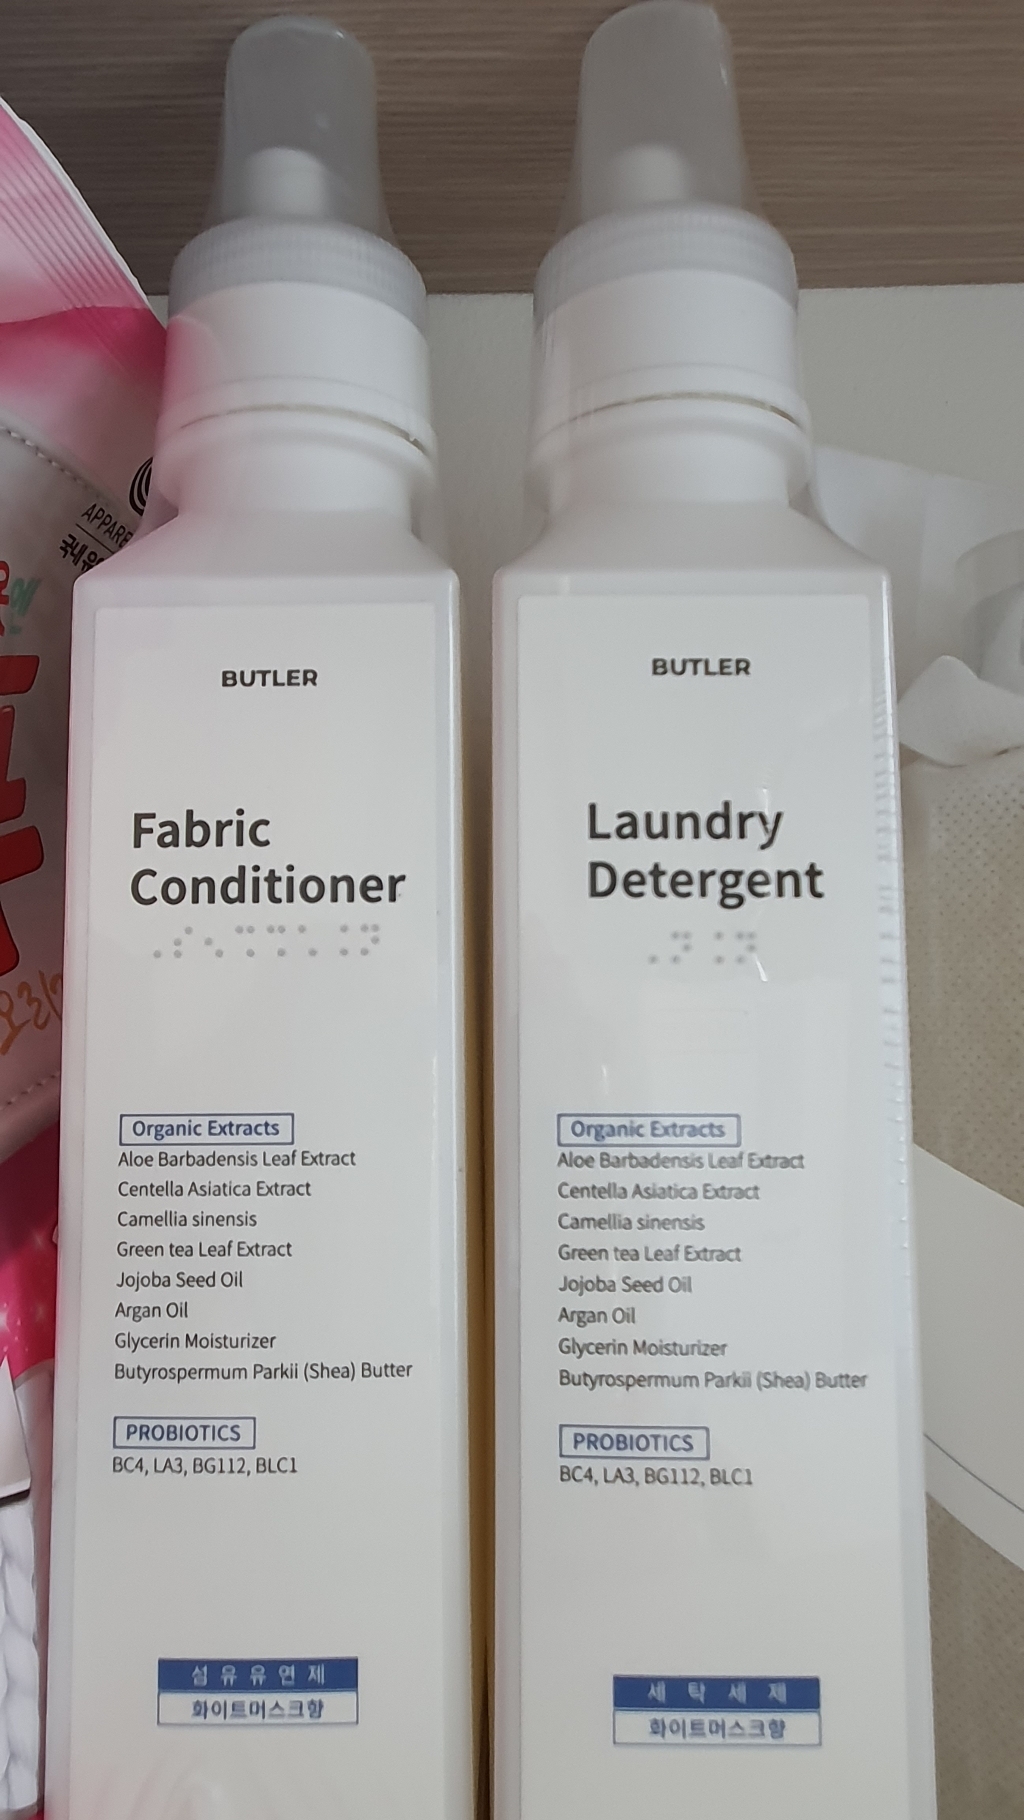 APPARE
국내유
BUTLER
Fabric
Conditioner
Organic Extracts
Aloe Barbadensis Leaf Extract
Centella Asiatica Extract
Camellia sinensis
Green tea Leaf Extract
Jojoba Seed Oil
Argan Oil
Glycerin Moisturizer
Butyrospermum Parkii (Shea) Butter
PROBIOTICS
BC4, LA3, BG112, BLC1
섬유유연제
화이트머스크향
BUTLER
Laundry
Detergent
Organic Extracts
Aloe Barbadensis Leaf Extract
Centella Asiatica Extract
Camellia sinensis
Green tea Leaf Extract
Jojoba Seed Oil
Argan Oil
Glycerin Moisturizer
Butyrospermum Parkii (Shea) Butter
PROBIOTICS
BC4, LA3, BG112, BLC1
세탁세제
화이트머스크향